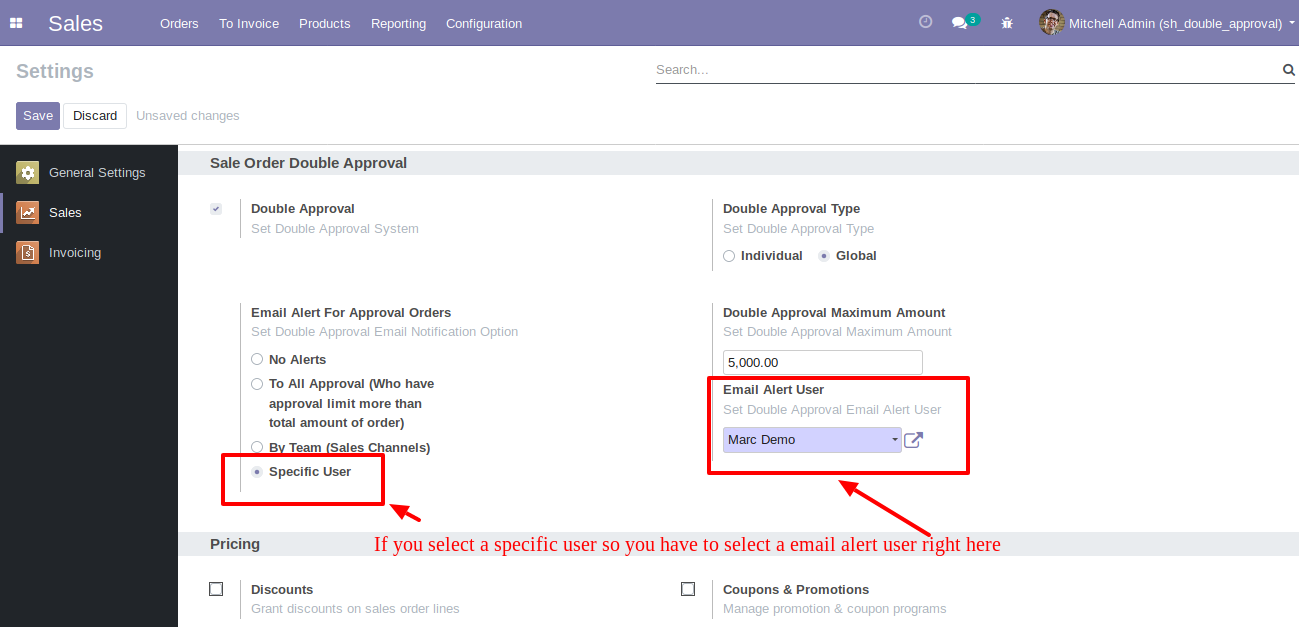 Sales Orders To Invoice Products Reporting Configuration 3 Mitchell Admin (sh_double_approval)
Settings Search...
Save Discard Unsaved changes
General Settings
Sales
Invoicing
Sale Order Double Approval
Double Approval
Set Double Approval System
Double Approval Type
Set Double Approval Type
Individual Global
Email Alert For Approval Orders
Set Double Approval Email Notification Option
No Alerts
To All Approval (Who have
approval limit more than
total amount of order)
By Team (Sales Channels)
Specific User
Double Approval Maximum Amount
Set Double Approval Maximum Amount
5,000.00
Email Alert User
Set Double Approval Email Alert User
Marc Demo
If you select a specific user so you have to select a email alert user right here
Pricing
Discounts
Grant discounts on sales order lines
Coupons & Promotions
Manage promotion & coupon programs